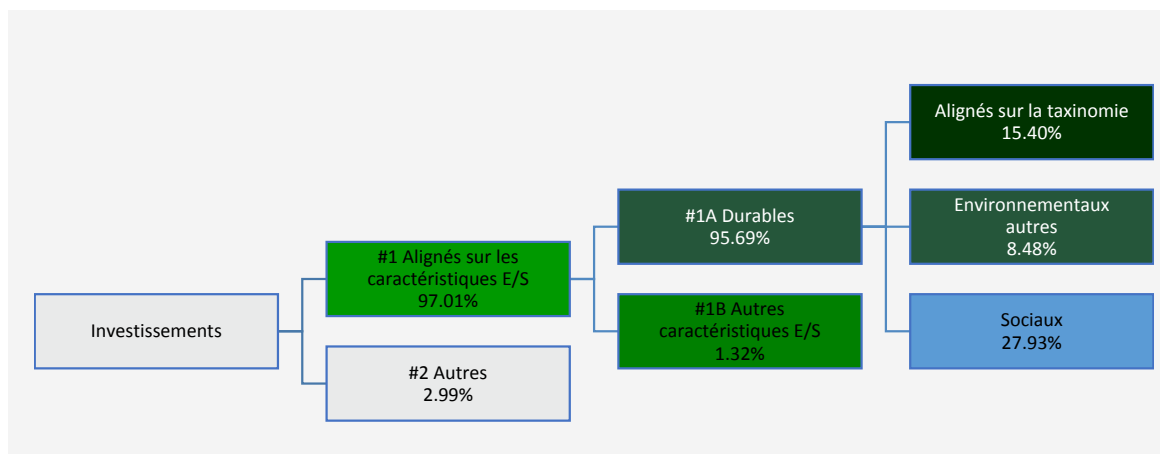 Investissements
#1 Alignés sur les
caractéristiques E/S
97.01%
#2 Autres
2.99%
#1A Durables
95.69%
#1B Autres
caractéristiques E/S
1.32%
Alignés sur la taxinomie
15.40%
Environnementaux
autres
8.48%
Sociaux
27.93%